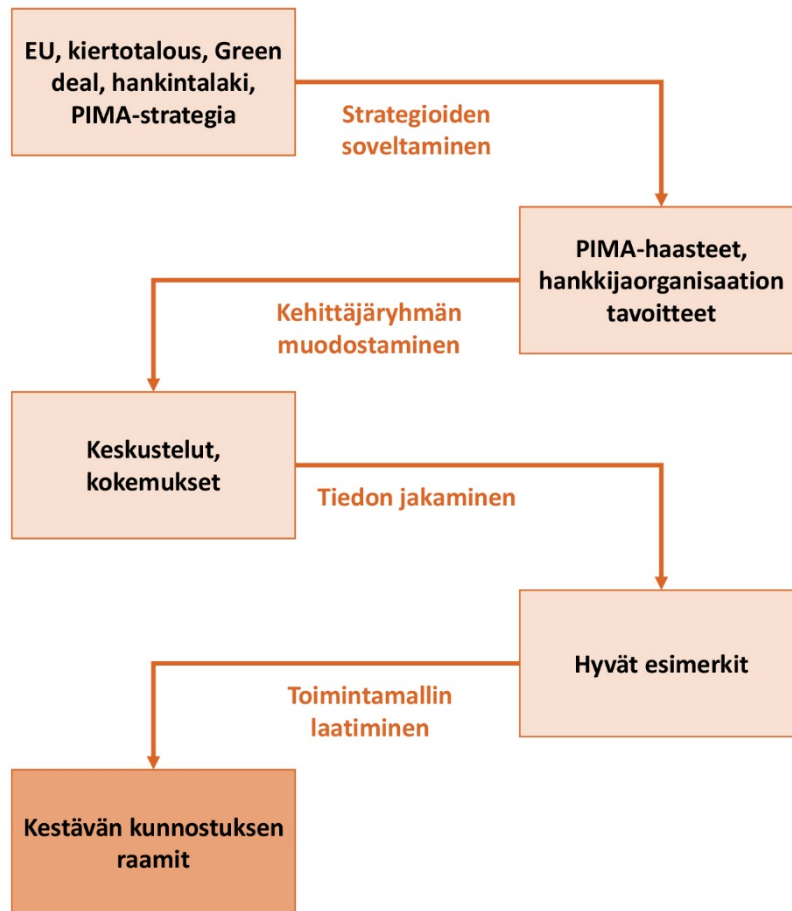 EU, kiertotalous, Green
deal, hankintalaki,
PIMA-strategia
Strategioiden
soveltaminen
PIMA-haasteet,
hankkijaorganisaation
tavoitteet
Kehittäjäryhmän
muodostaminen
Keskustelut,
kokemukset
Tiedon jakaminen
Hyvät esimerkit
Toimintamallin
laatiminen
Kestävän kunnostuksen
raamit